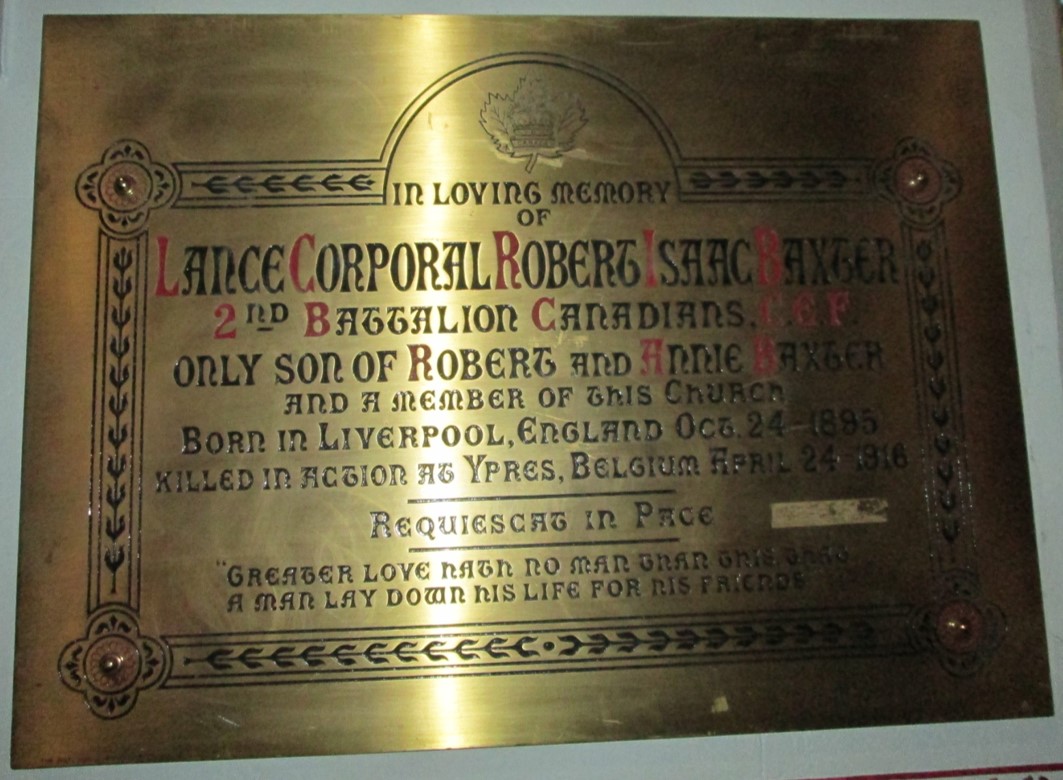 IN LOVING MEMORY
OF
LANCE CORPORAL ROBERT ISAAC BAXTER
2ND BATTALION CANADIANS. C.E.F.
ONLY SON OF ROBERT AND ANNIE BAXTER
AND A MEMBER OF THIS CHURCH
BORN IN LIVERPOOL, ENGLAND OCT. 24 1895
KILLED IN ACTION AT YPRES, BELGIUM APRIL 24 1916
REQUIESCAT IN PACE
"GREATER LOVE HATH NO MAN THAN THIS THAT
A MAN LAY DOWN HIS LIFE FOR HIS FRIENDS"